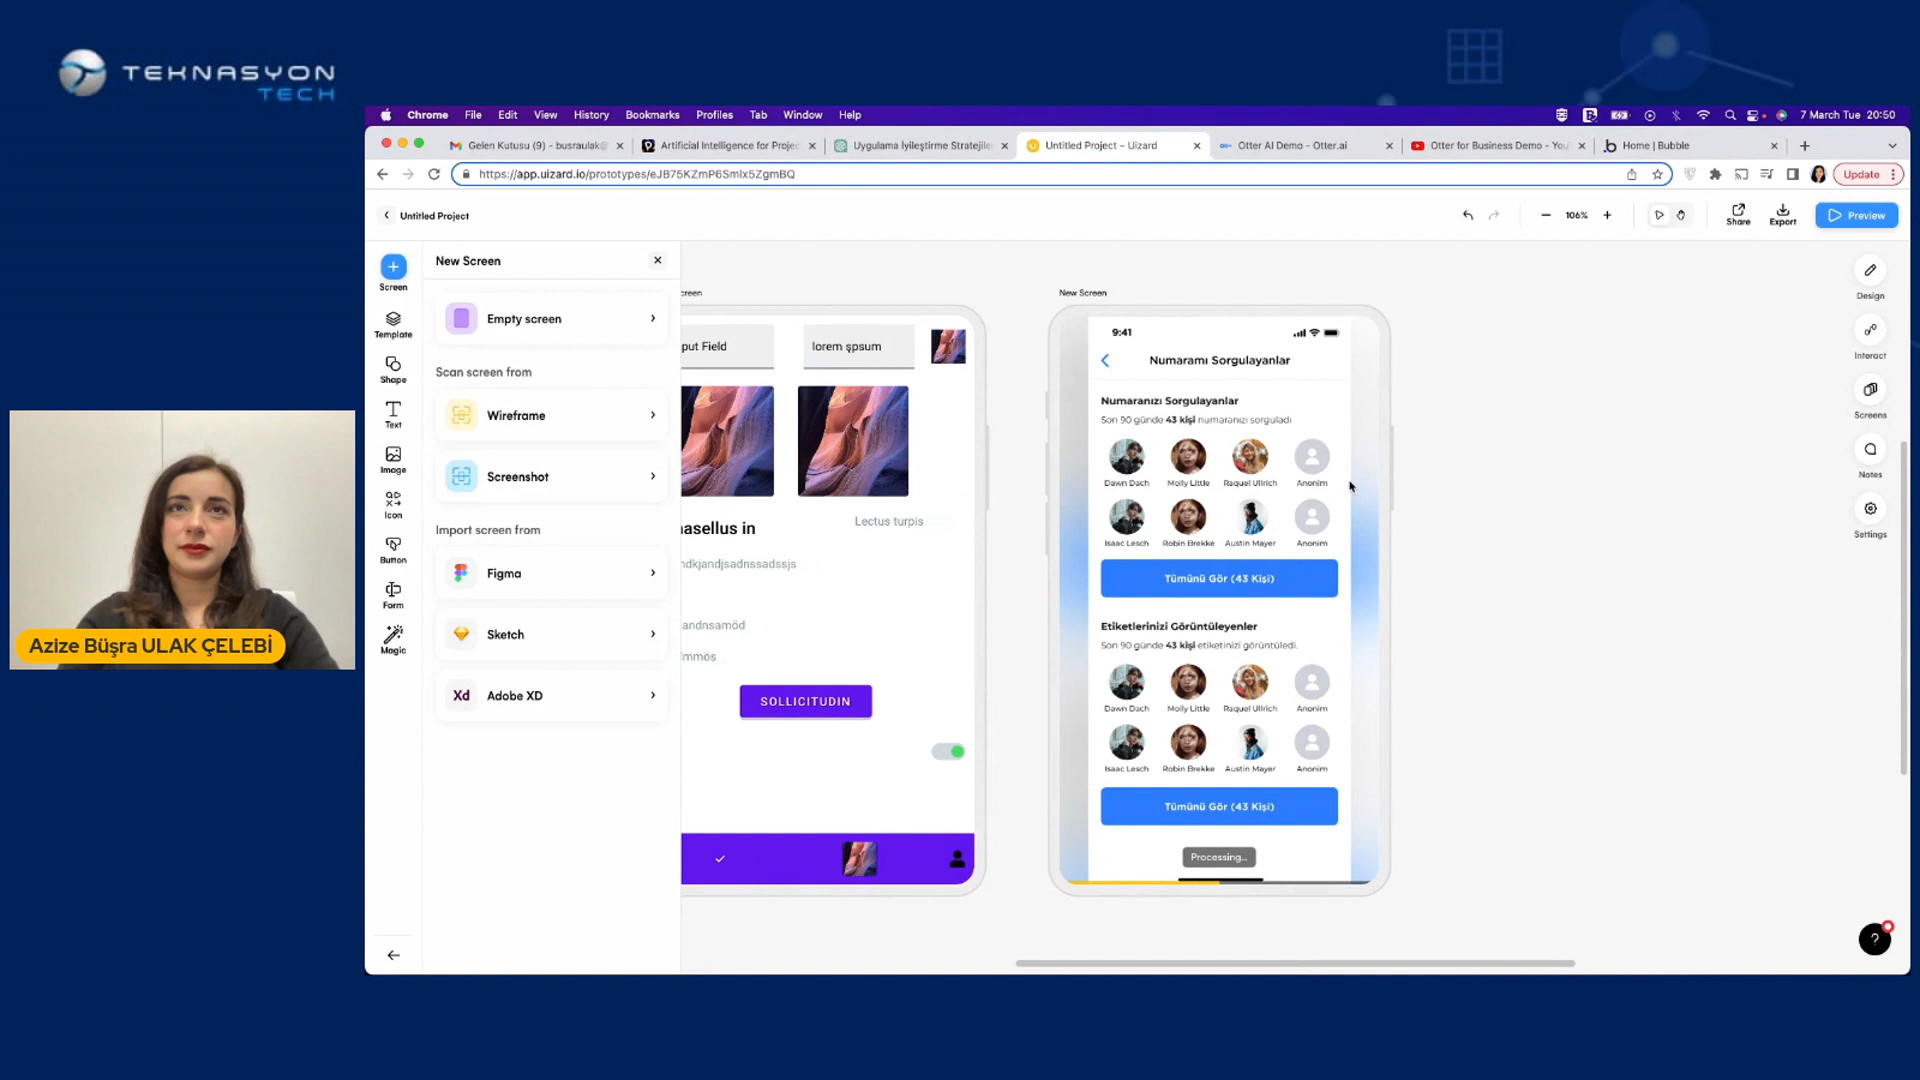 TEKNASYON
TECH
Chrome File Edit View History Bookmarks Profiles Tab Window Help
7 March Tue 20:50
Gelen Kutusu (9) - busraulak@
Artificial Intelligence for Projec
Uygulama İyileştirme Stratejile
Untitled Project – Uizard
Otter AI Demo - Otter.ai
Otter for Business Demo - You
Home | Bubble
https://app.uizard.io/prototypes/eJB75KZmP6Smlx5ZgmBQ
Update
Untitled Project
106%
Share
Export
Preview
Screen
Template
Shape
Text
Image
Icon
Button
Form
Magic
New Screen
Empty screen
Scan screen from
Wireframe
Screenshot
Import screen from
Figma
Sketch
Xd Adobe XD
creen
put Field
lorem şpsum
asellus in
Lectus turpis
ndkjandjsadnssadssjs
andnsamöd
lmmös
SOLLICITUDIN
New Screen
9:41
Numaramı Sorgulayanlar
Numaranızı Sorgulayanlar
Son 90 günde 43 kişi numaranızı sorguladı
Dawn Dach Molly Little Raquel Ullrich Anonim
Isaac Lesch Robin Brekke Austin Mayer Anonim
Tümünü Gör (43 Kişi)
Etiketlerinizi Görüntüleyenler
Son 90 günde 43 kişi etiketinizi görüntüledi.
Dawn Dach Molly Little Raquel Ullrich Anonim
Isaac Lesch Robin Brekke Austin Mayer Anonim
Tümünü Gör (43 Kişi)
Processing...
Design
Interact
Screens
Notes
Settings
?
Azize Büşra ULAK ÇELEBİ